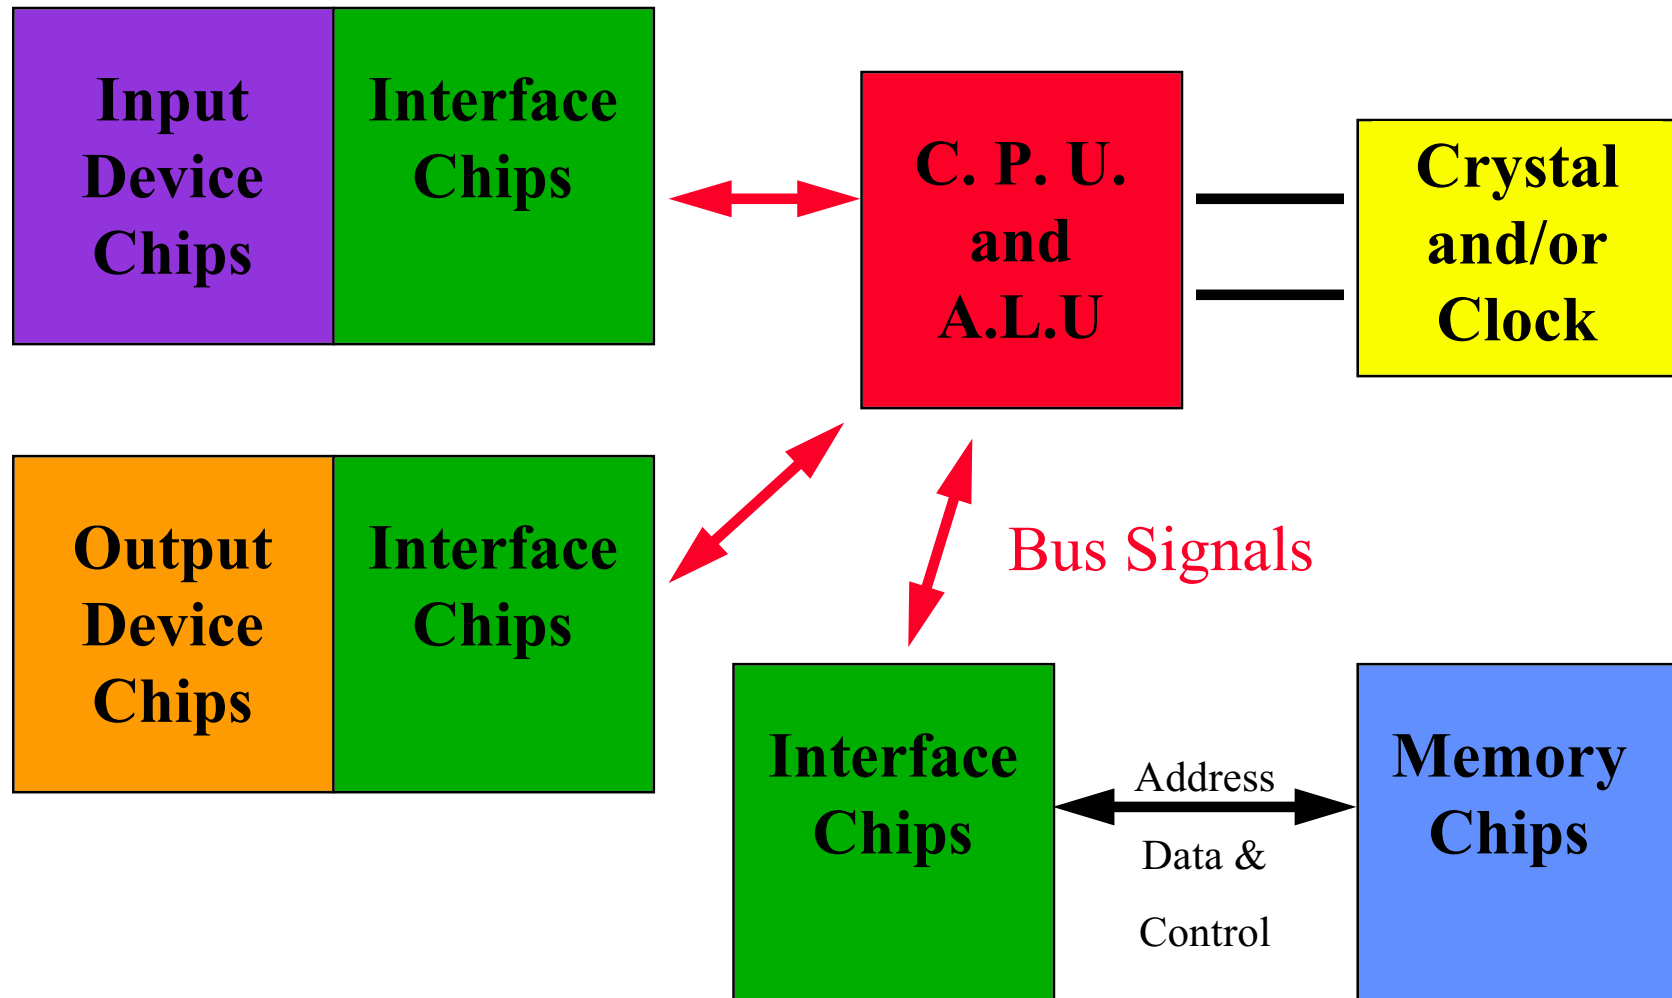 Input
Device
Chips
Interface
Chips
C. P. U.
and
A.L.U
Crystal
and/or
Clock
Output
Device
Chips
Interface
Chips
Bus Signals
Interface
Chips
Address
Data &
Control
Memory
Chips